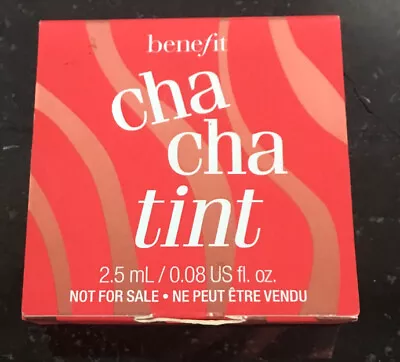 benefit
cha
cha
tint
2.5 mL / 0.08 US fl. oz.
NOT FOR SALE • NE PEUT ÊTRE VENDU